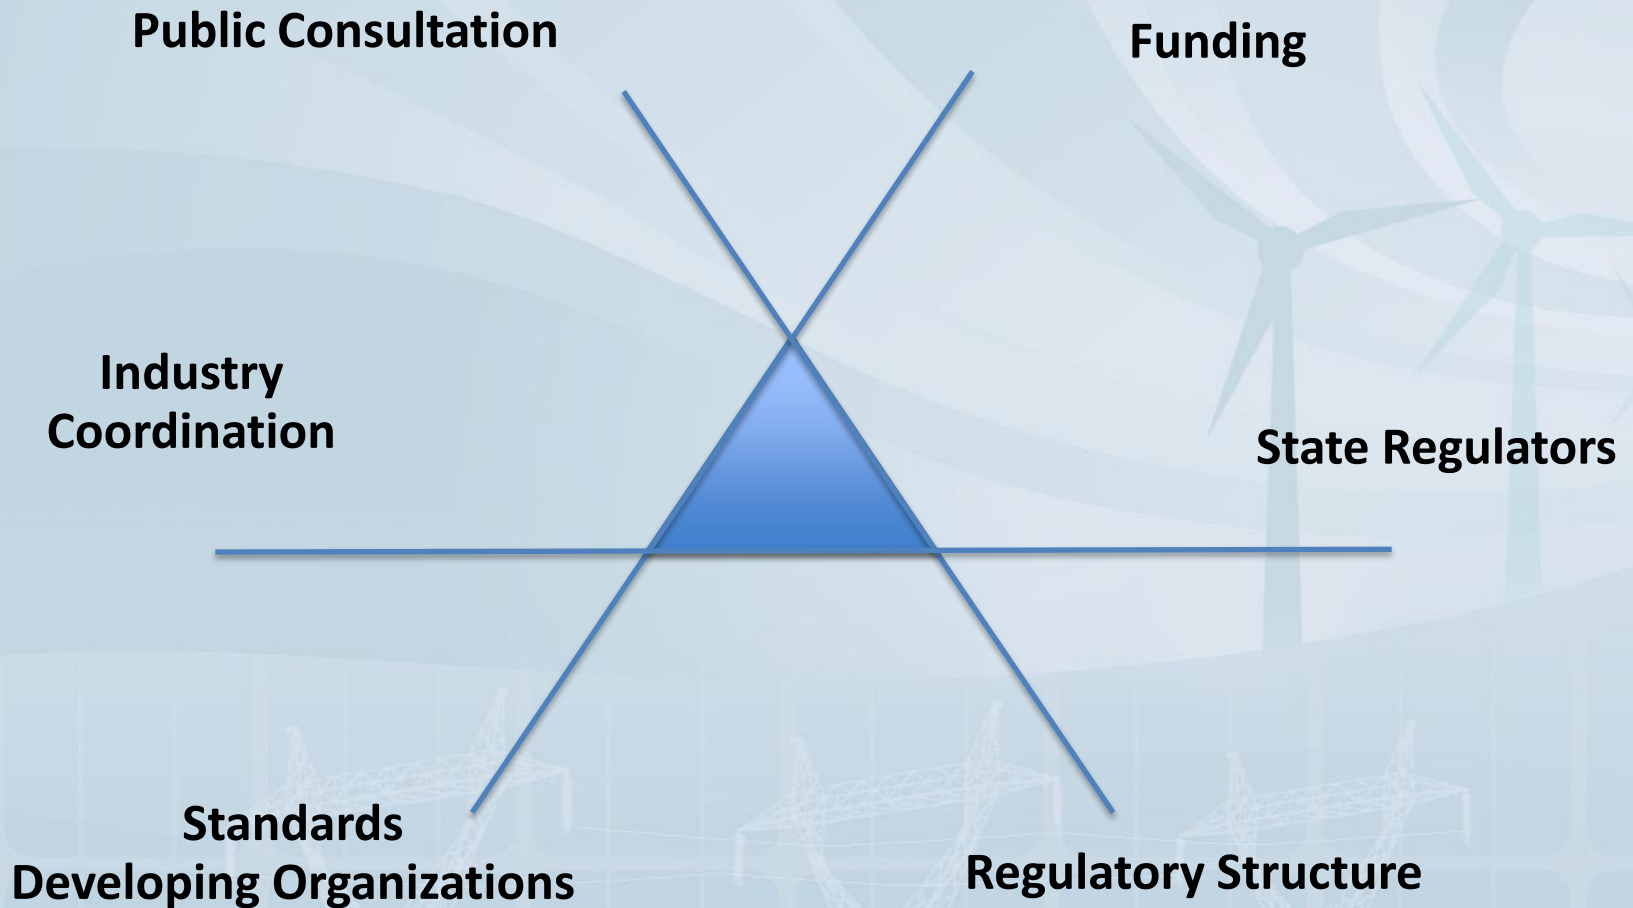 Public Consultation
Funding
Industry
Coordination
State Regulators
Standards
Developing Organizations
Regulatory Structure